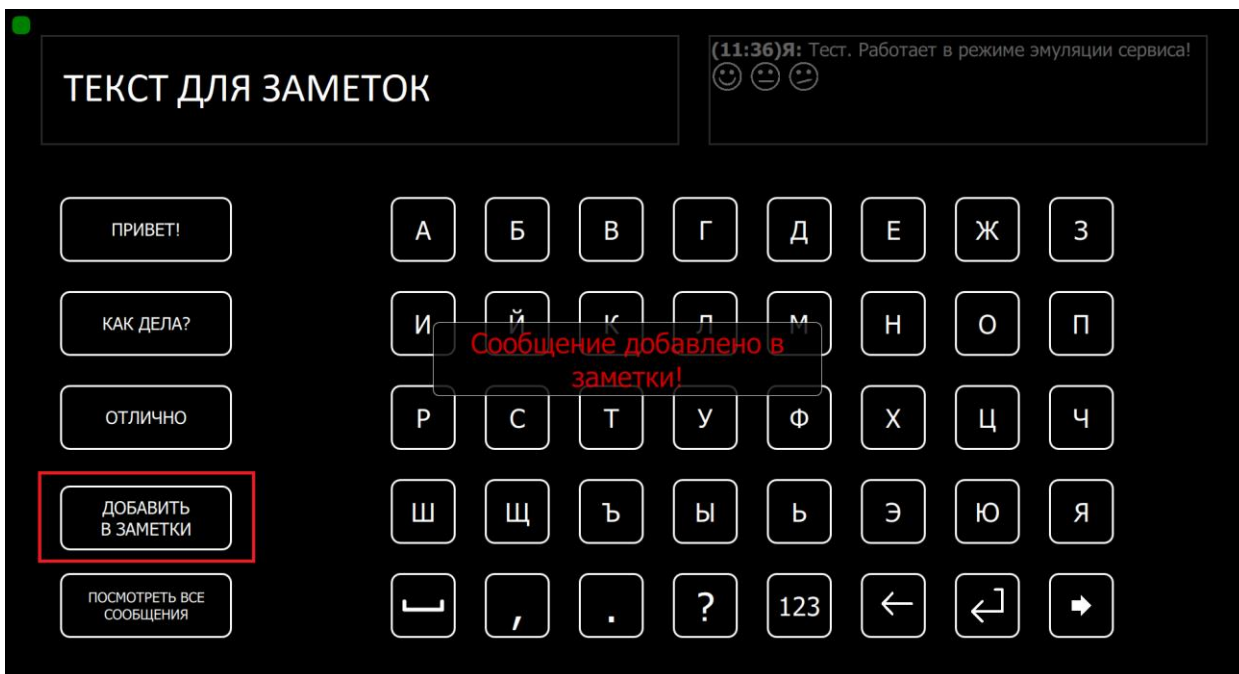 ТЕКСТ ДЛЯ ЗАМЕТОК
(11:36)Я: Тест. Работает в режиме эмуляции сервиса!
ПРИВЕТ!
А Б В Г Д Е Ж З
КАК ДЕЛА?
И Й К Л М Н О П
Сообщение добавлено в
заметки!
ОТЛИЧНО
Р С Т У Ф Х Ц Ч
ДОБАВИТЬ
В ЗАМЕТКИ
Ш Щ Ъ Ы Ь Э Ю Я
ПОСМОТРЕТЬ ВСЕ
СООБЩЕНИЯ
, . ? 123